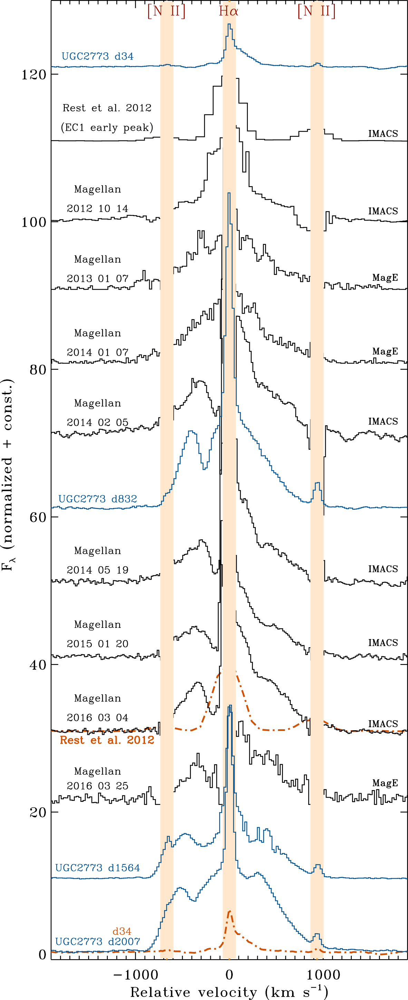 [N II] Hα [N II]
UGC2773 d34
120
Rest et al. 2012
(EC1 early peak)
IMACS
Magellan
2012 10 14
IMACS
100
Magellan
2013 01 07
MagE
Magellan
2014 01 07
MagE
80
Magellan
2014 02 05
IMACS
UGC2773 d832
60
Magellan
2014 05 19
IMACS
Magellan
2015 01 20
IMACS
40
Magellan
2016 03 04
IMACS
Rest et al. 2012
Magellan
2016 03 25
MagE
20
UGC2773 d1564
d34
UGC2773 d2007
0
−1000 0 1000
Relative velocity (km s⁻¹)
Fλ (normalized + const.)